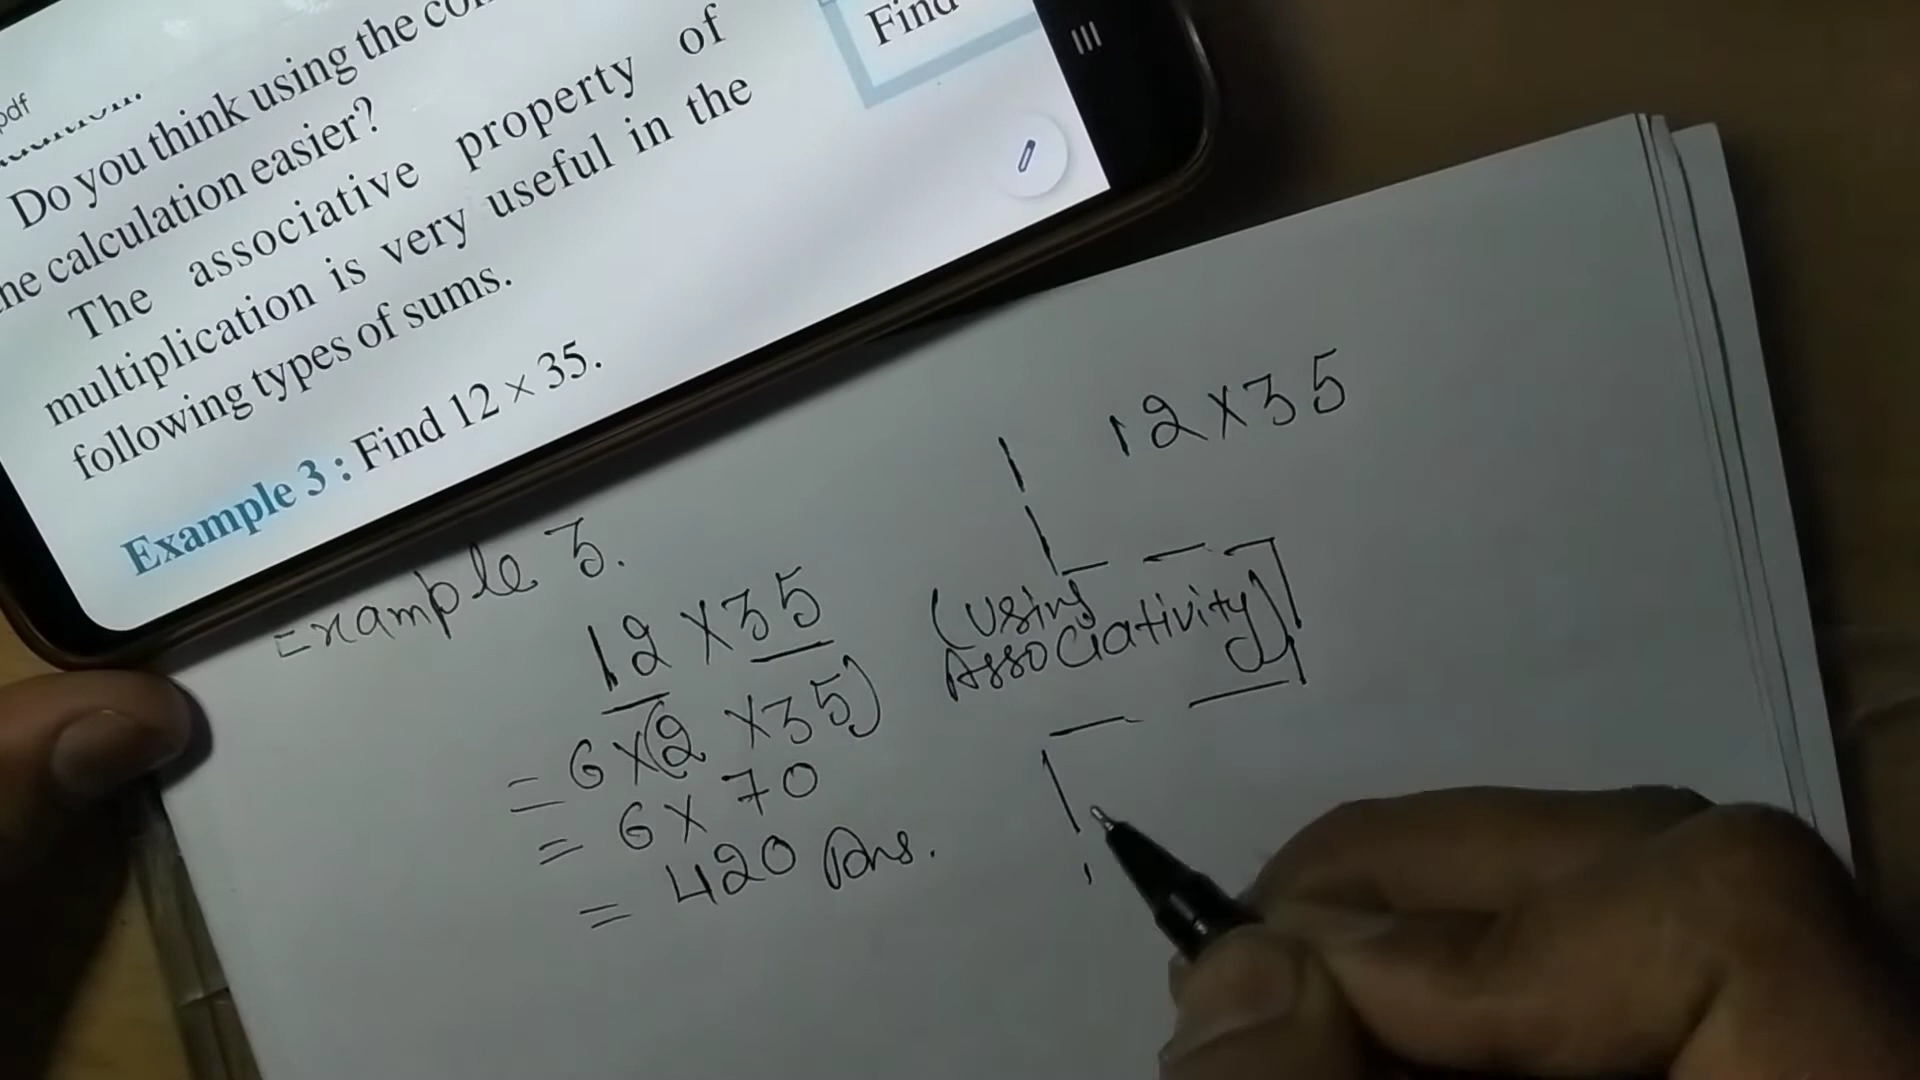 pdf
Do you think using the
the calculation easier?
The associative property of
multiplication is very useful in the
following types of sums.
Example 3 : Find 12 × 35.
Find
Example 3.
12 × 35
= 6 × (2 × 35)
= 6 × 70
= 420 Ans.
(using
Associativity)
12 × 35